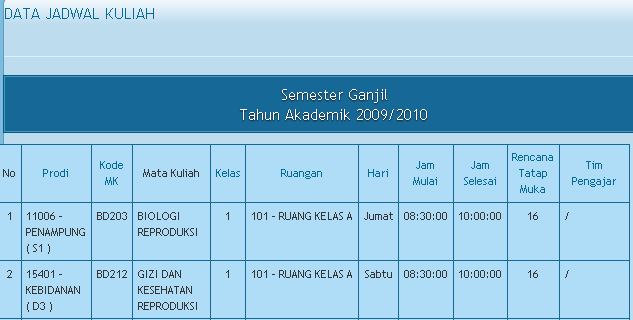 DATA JADWAL KULIAH
Semester Ganjil
Tahun Akademik 2009/2010
No Prodi Kode MK Mata Kuliah Kelas Ruangan Hari Jam Mulai Jam Selesai Rencana Tatap Muka Tim Pengajar
1 11006 - PENAMPUNG ( S1 ) BD203 BIOLOGI REPRODUKSI 1 101 - RUANG KELAS A Jumat 08:30:00 10:00:00 16 /
2 15401 - KEBIDANAN ( D3 ) BD212 GIZI DAN KESEHATAN REPRODUKSI 1 101 - RUANG KELAS A Sabtu 08:30:00 10:00:00 16 /